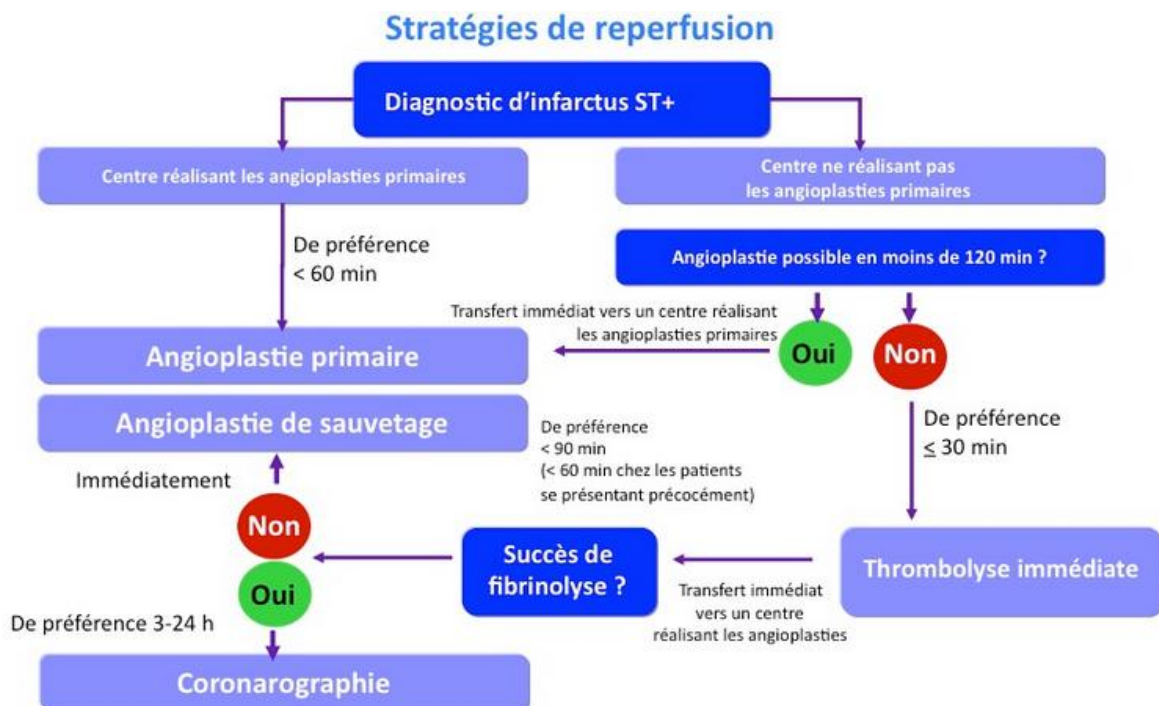 Stratégies de reperfusion
Diagnostic d'infarctus ST+
Centre réalisant les angioplasties primaires
Centre ne réalisant pas
les angioplasties primaires
De préférence
< 60 min
Angioplastie possible en moins de 120 min ?
Transfert immédiat vers un centre réalisant
les angioplasties primaires
Oui
Non
Angioplastie primaire
Angioplastie de sauvetage
De préférence
< 90 min
(< 60 min chez les patients
se présentant précocément)
De préférence
≤ 30 min
Immédiatement
Non
Oui
Succès de
fibrinolyse ?
Transfert immédiat
vers un centre
réalisant les angioplasties
Thrombolyse immédiate
De préférence 3-24 h
Coronarographie